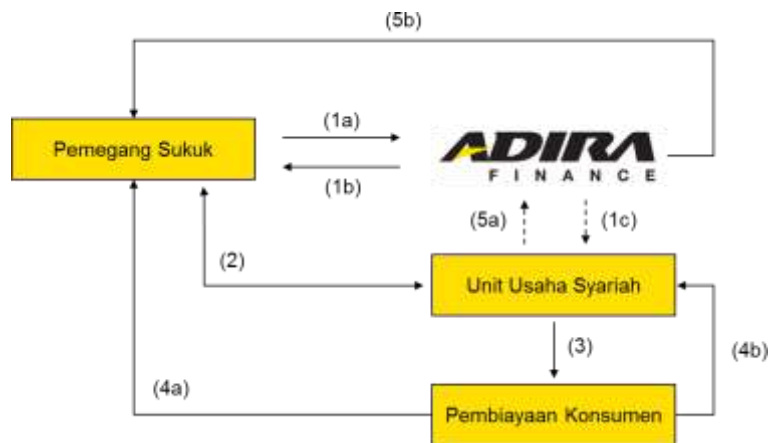 (5b)
Pemegang Sukuk
(1a)
ADIRA
FINANCE
(1b)
(5a)
(1c)
(2)
Unit Usaha Syariah
(3)
(4b)
(4a)
Pembiayaan Konsumen